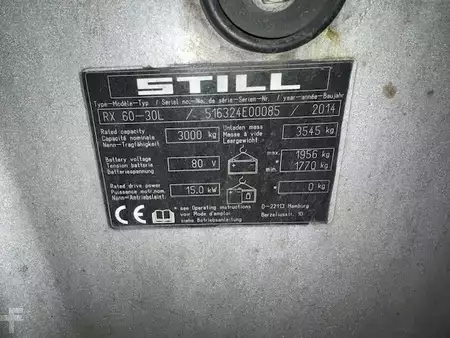 STILL
Type-Modèle-Typ / Serial no.-No. de série-Serien-Nr. / year-année-Baujahr
RX 60-30L / 516324E00085 / 2014
Rated capacity
Capacité nominale
Nenn-Tragfähigkeit
3000 kg
Unladen mass
Masse à vide
Leergewicht
3545 kg
Battery voltage
Tension batterie
Batteriespannung
80 V
max. 1956 kg
* min. 1770 kg
Rated drive power
Puissance motr.nom.
Nenn-Antriebsleist.
15.0 kW
* 0 kg
CE
* see Operating instructions
voir Mode d'emploi
siehe Betriebsanleitung
D-22113 Hamburg
Berzeliusstr. 10